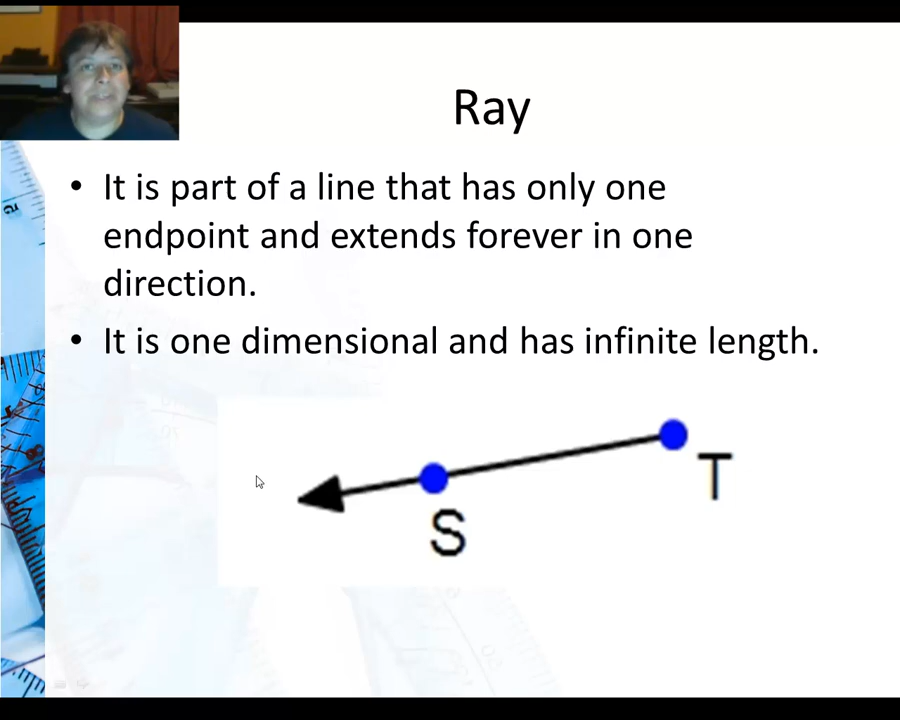 Ray
• It is part of a line that has only one
endpoint and extends forever in one
direction.
• It is one dimensional and has infinite length.
T
S